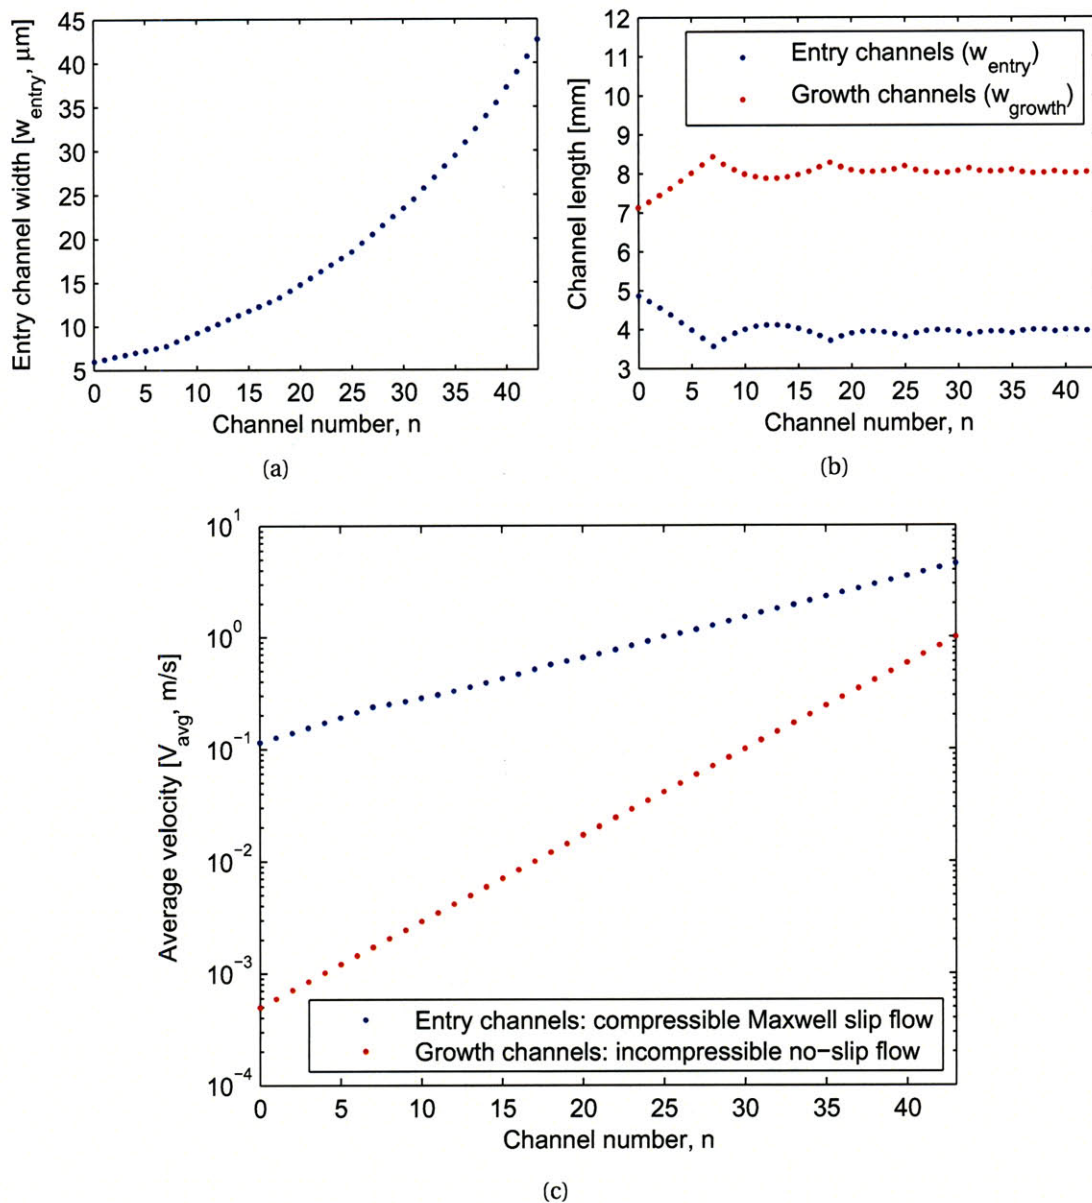 45
40
35
30
25
20
15
10
5
Entry channel width [w_entry, μm]
0 5 10 15 20 25 30 35 40
Channel number, n
(a)
12
11
10
9
8
7
6
5
4
3
Channel length [mm]
Entry channels (w_entry)
Growth channels (w_growth)
0 5 10 15 20 25 30 35 40
Channel number, n
(b)
10^1
10^0
10^−1
10^−2
10^−3
10^−4
Average velocity [V_avg, m/s]
Entry channels: compressible Maxwell slip flow
Growth channels: incompressible no−slip flow
0 5 10 15 20 25 30 35 40
Channel number, n
(c)